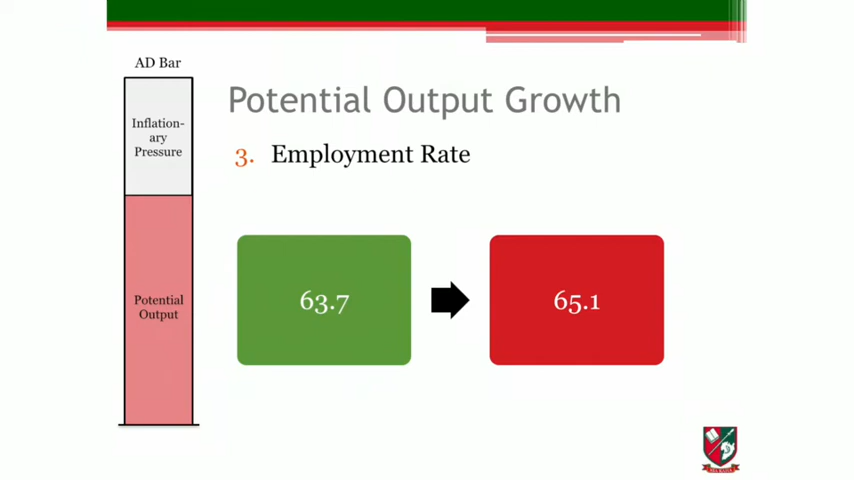 AD Bar
Inflation-
ary
Pressure
Potential
Output
Potential Output Growth
3. Employment Rate
63.7
65.1